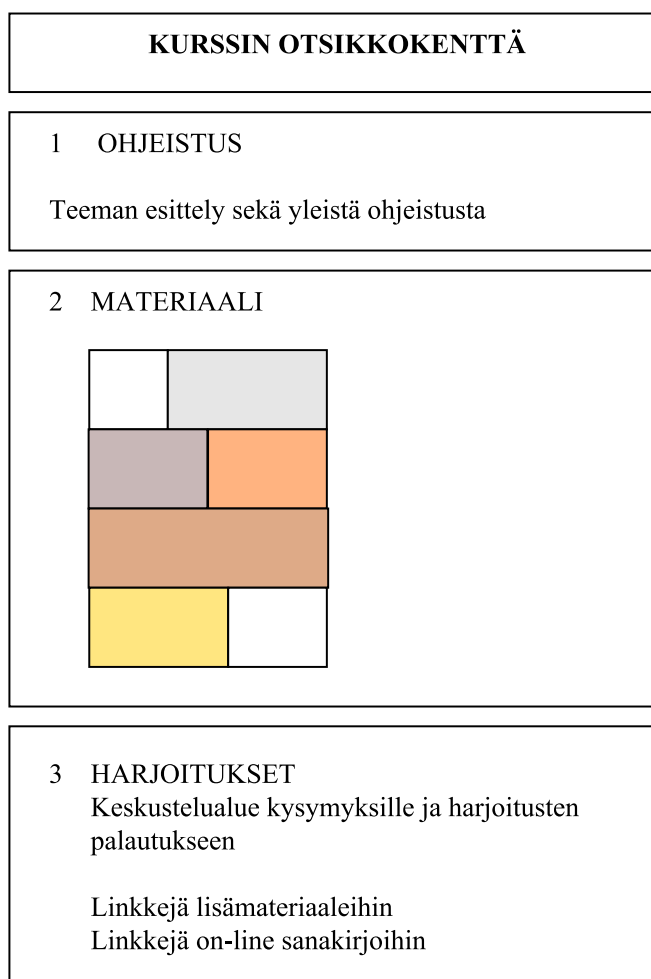 KURSSIN OTSIKKOKENTTÄ
1 OHJEISTUS
Teeman esittely sekä yleistä ohjeistusta
2 MATERIAALI
3 HARJOITUKSET
Keskustelualue kysymyksille ja harjoitusten
palautukseen
Linkkejä lisämateriaaleihin
Linkkejä on-line sanakirjoihin